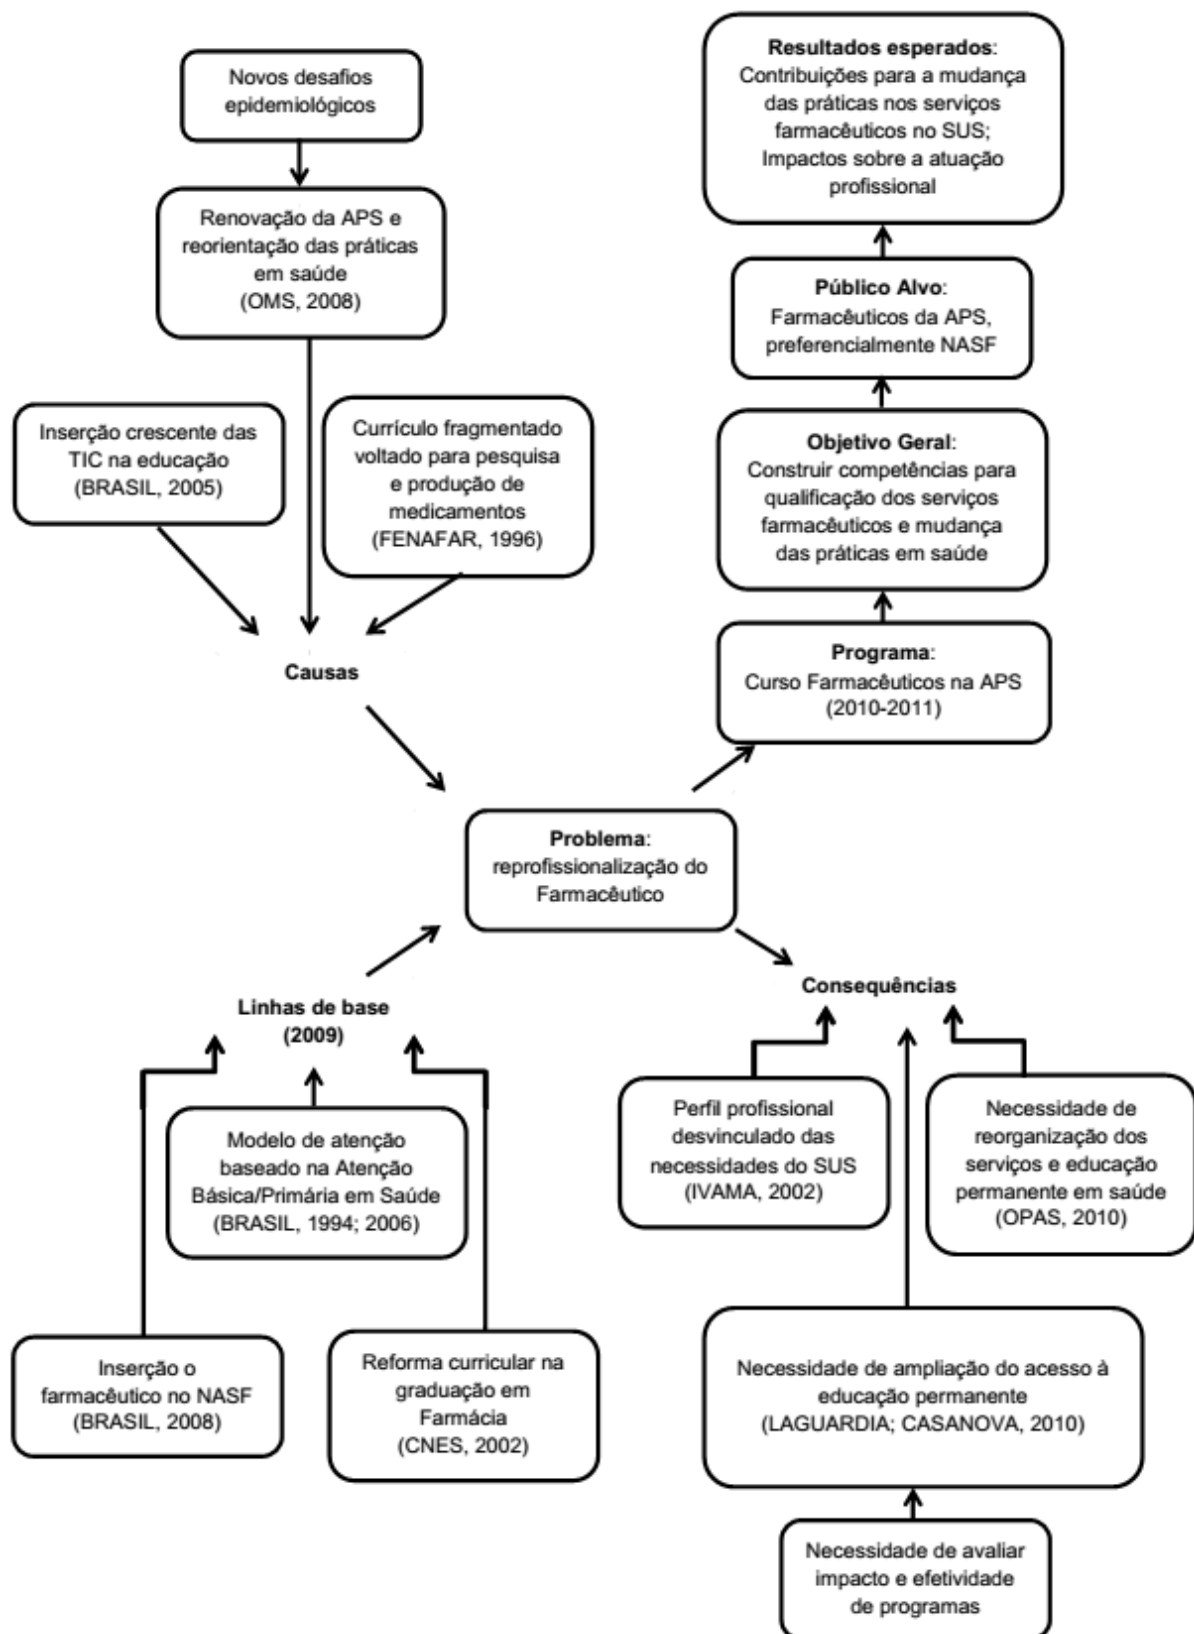 Novos desafios
epidemiológicos
Renovação da APS e
reorientação das práticas
em saúde
(OMS, 2008)
Inserção crescente das
TIC na educação
(BRASIL, 2005)
Currículo fragmentado
voltado para pesquisa
e produção de
medicamentos
(FENAFAR, 1996)
Causas
Resultados esperados:
Contribuições para a mudança
das práticas nos serviços
farmacêuticos no SUS;
Impactos sobre a atuação
profissional
Público Alvo:
Farmacêuticos da APS,
preferencialmente NASF
Objetivo Geral:
Construir competências para
qualificação dos serviços
farmacêuticos e mudança
das práticas em saúde
Programa:
Curso Farmacêuticos na APS
(2010-2011)
Problema:
reprofissionalização do
Farmacêutico
Linhas de base
(2009)
Modelo de atenção
baseado na Atenção
Básica/Primária em Saúde
(BRASIL, 1994; 2006)
Inserção o
farmacêutico no NASF
(BRASIL, 2008)
Reforma curricular na
graduação em
Farmácia
(CNES, 2002)
Consequências
Perfil profissional
desvinculado das
necessidades do SUS
(IVAMA, 2002)
Necessidade de
reorganização dos
serviços e educação
permanente em saúde
(OPAS, 2010)
Necessidade de ampliação do acesso à
educação permanente
(LAGUARDIA; CASANOVA, 2010)
Necessidade de avaliar
impacto e efetividade
de programas